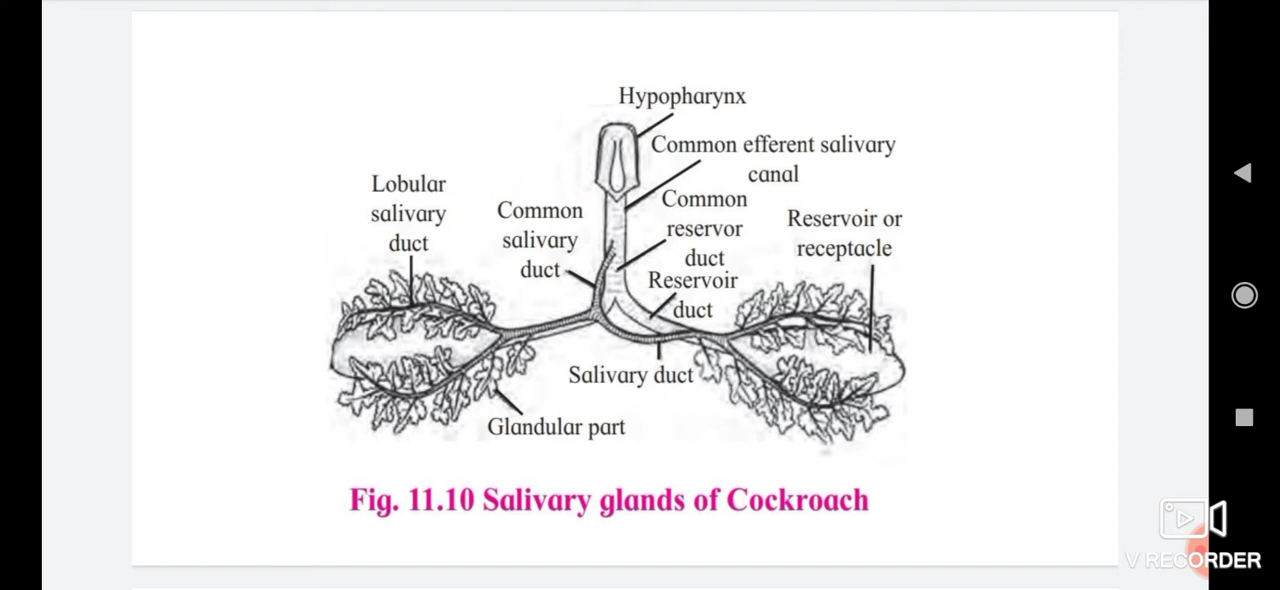 Hypopharynx
Common efferent salivary
canal
Lobular
salivary
duct
Common
salivary
duct
Common
reservor
duct
Reservoir
duct
Reservoir or
receptacle
Salivary duct
Glandular part
Fig. 11.10 Salivary glands of Cockroach
V RECORDER